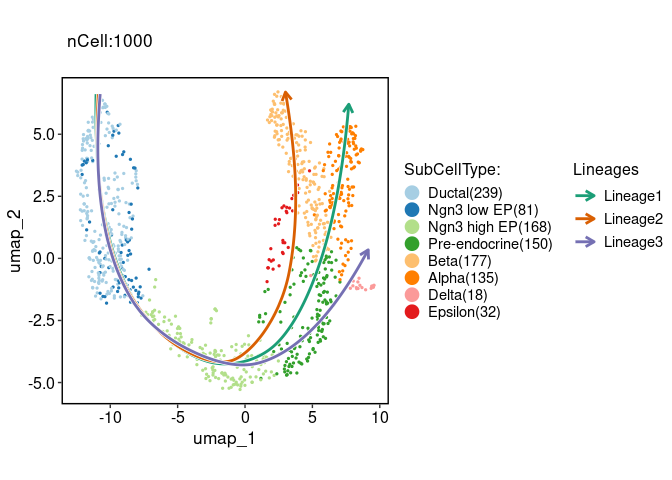 nCell:1000
umap_2
5.0
2.5
0.0
-2.5
-5.0
-10
-5
0
5
10
umap_1
SubCellType:
Ductal(239)
Ngn3 low EP(81)
Ngn3 high EP(168)
Pre-endocrine(150)
Beta(177)
Alpha(135)
Delta(18)
Epsilon(32)
Lineages
Lineage1
Lineage2
Lineage3